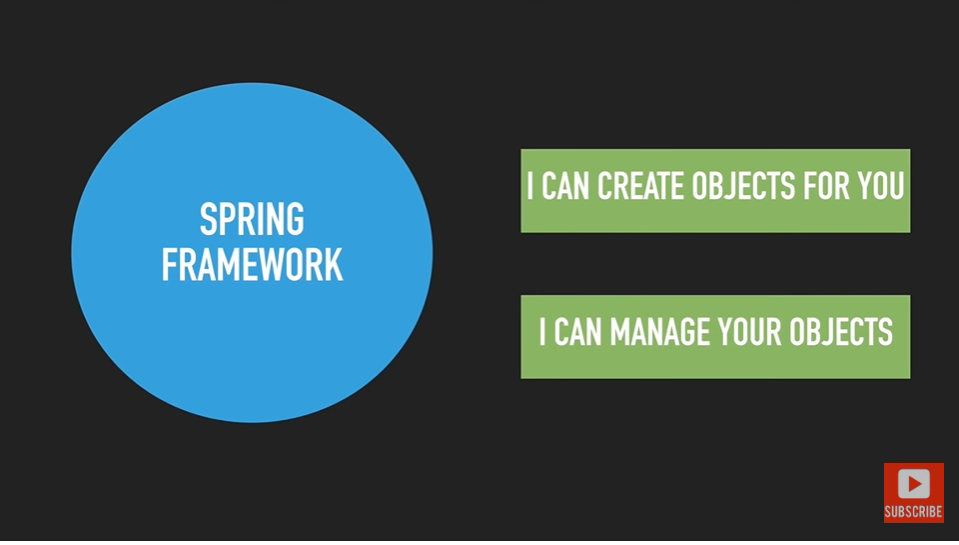 SPRING
FRAMEWORK
I CAN CREATE OBJECTS FOR YOU
I CAN MANAGE YOUR OBJECTS
SUBSCRIBE